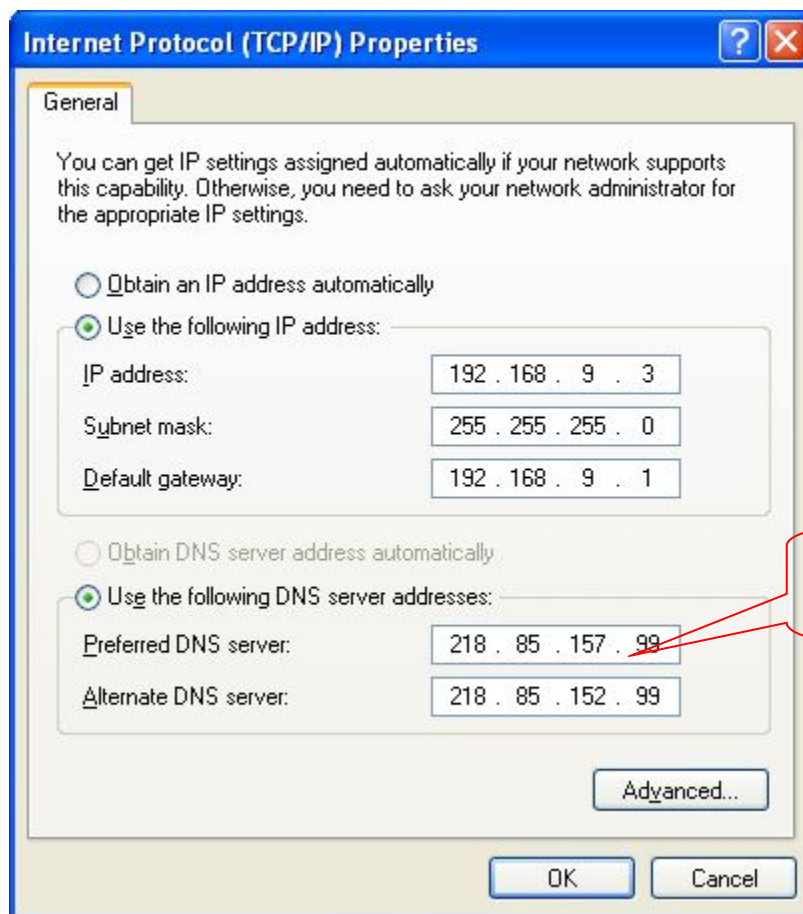 Internet Protocol (TCP/IP) Properties
General
You can get IP settings assigned automatically if your network supports
this capability. Otherwise, you need to ask your network administrator for
the appropriate IP settings.
Obtain an IP address automatically
Use the following IP address:
IP address: 192 . 168 . 9 . 3
Subnet mask: 255 . 255 . 255 . 0
Default gateway: 192 . 168 . 9 . 1
Obtain DNS server address automatically
Use the following DNS server addresses:
Preferred DNS server: 218 . 85 . 157 . 99
Alternate DNS server: 218 . 85 . 152 . 99
Advanced...
OK Cancel